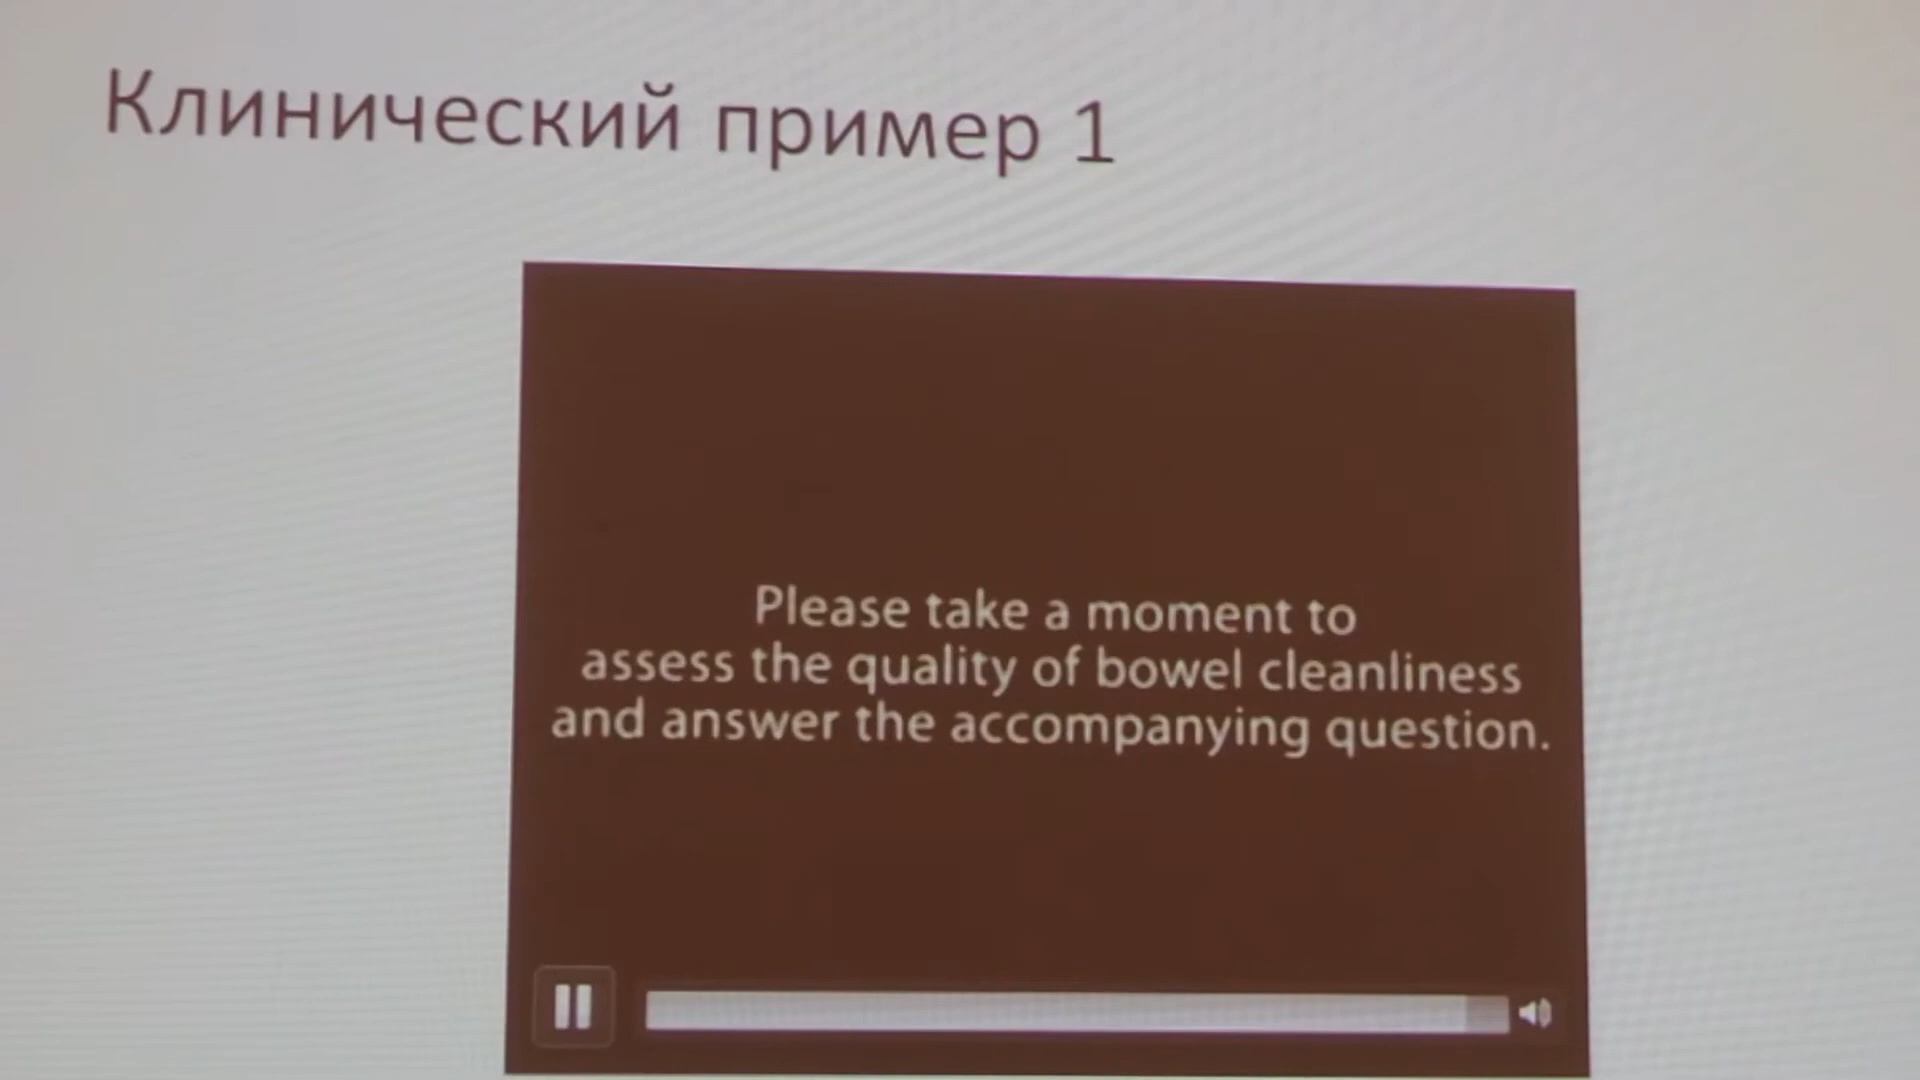 Клинический пример 1
Please take a moment to
assess the quality of bowel cleanliness
and answer the accompanying question.